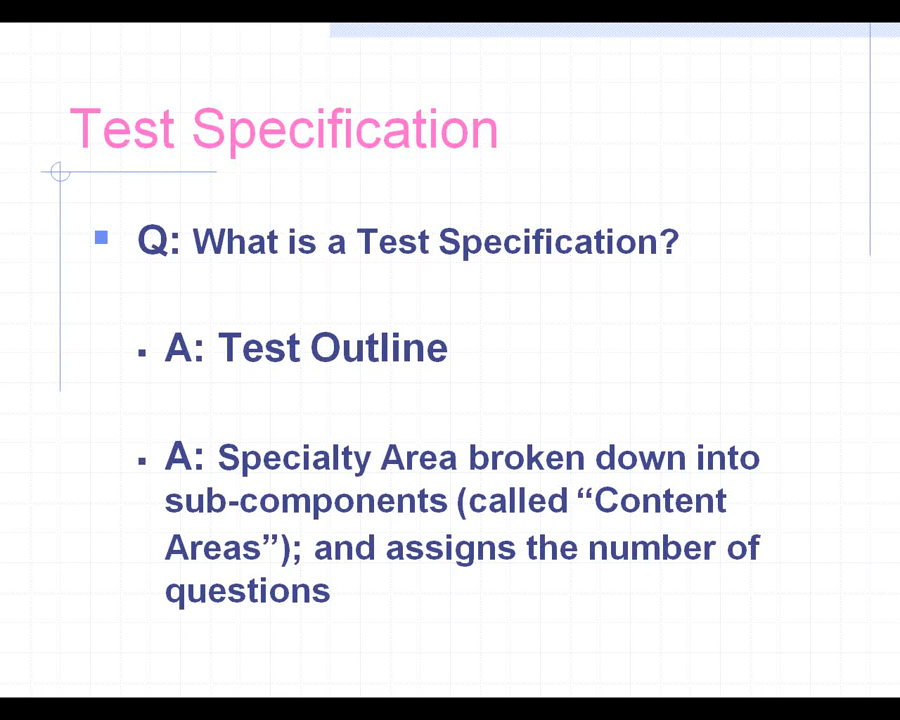 Test Specification
Q: What is a Test Specification?
A: Test Outline
A: Specialty Area broken down into
sub-components (called “Content
Areas”); and assigns the number of
questions